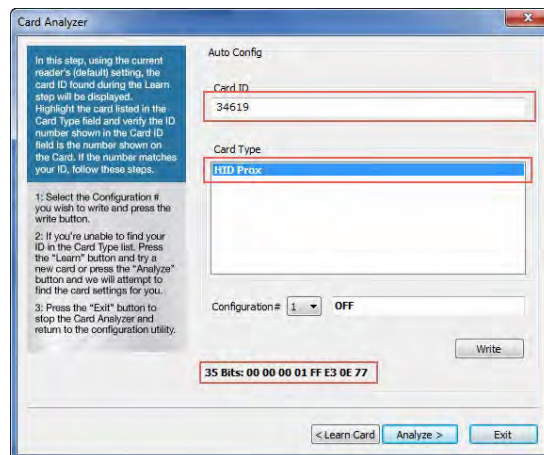 Card Analyzer
In this step, using the current
reader's (default) setting, the
card ID found during the Learn
step will be displayed.
Highlight the card listed in the
Card Type field and verify the ID
number shown in the Card ID
field is the number shown on
the Card. If the number matches
your ID, follow these steps.
1: Select the Configuration #
you wish to write and press the
write button.
2: If you're unable to find your
ID in the Card Type list. Press
the "Learn" button and try a
new card or press the "Analyze"
button and we will attempt to
find the card settings for you.
3: Press the "Exit" button to
stop the Card Analyzer and
return to the configuration utility.
Auto Config
Card ID
34619
Card Type
HID Prox
Configuration # 1 OFF
Write
35 Bits: 00 00 00 01 FF E3 0E 77
< Learn Card Analyze > Exit